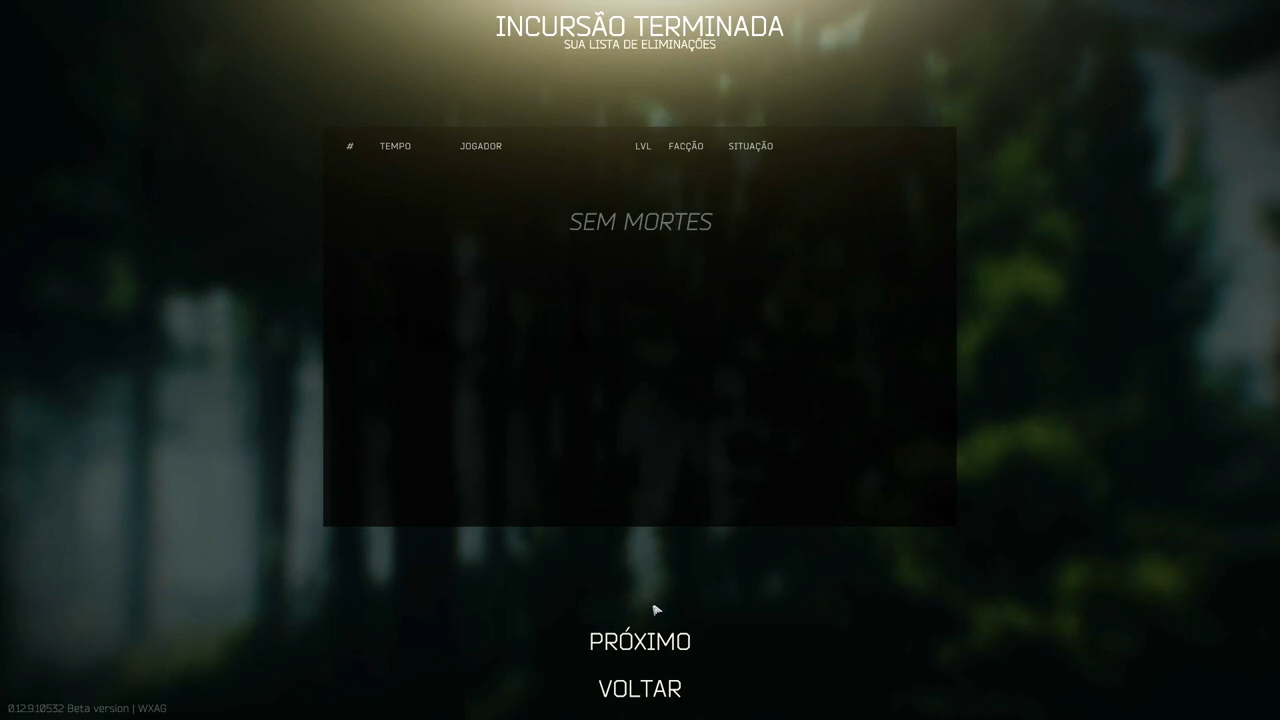 INCURSÃO TERMINADA
SUA LISTA DE ELIMINAÇÕES
# TEMPO JOGADOR LVL FACÇÃO SITUAÇÃO
SEM MORTES
PRÓXIMO
VOLTAR
0.12.9.10532 Beta version | WXAG